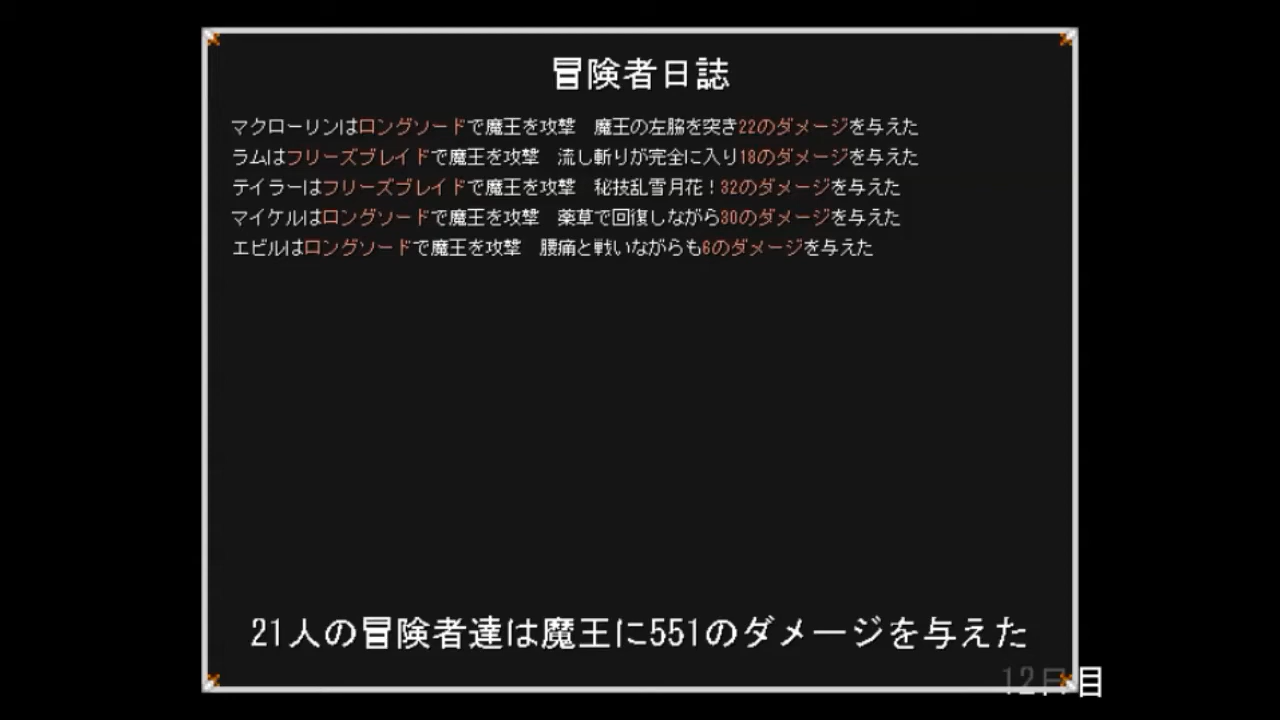 冒険者日誌
マクローリンはロングソードで魔王を攻撃　魔王の左脇を突き22のダメージを与えた
ラムはフリーズブレイドで魔王を攻撃　流し斬りが完全に入り18のダメージを与えた
テイラーはフリーズブレイドで魔王を攻撃　秘技乱雪月花！32のダメージを与えた
マイケルはロングソードで魔王を攻撃　薬草で回復しながら30のダメージを与えた
エビルはロングソードで魔王を攻撃　腰痛と戦いながらも6のダメージを与えた
21人の冒険者達は魔王に551のダメージを与えた
12日目